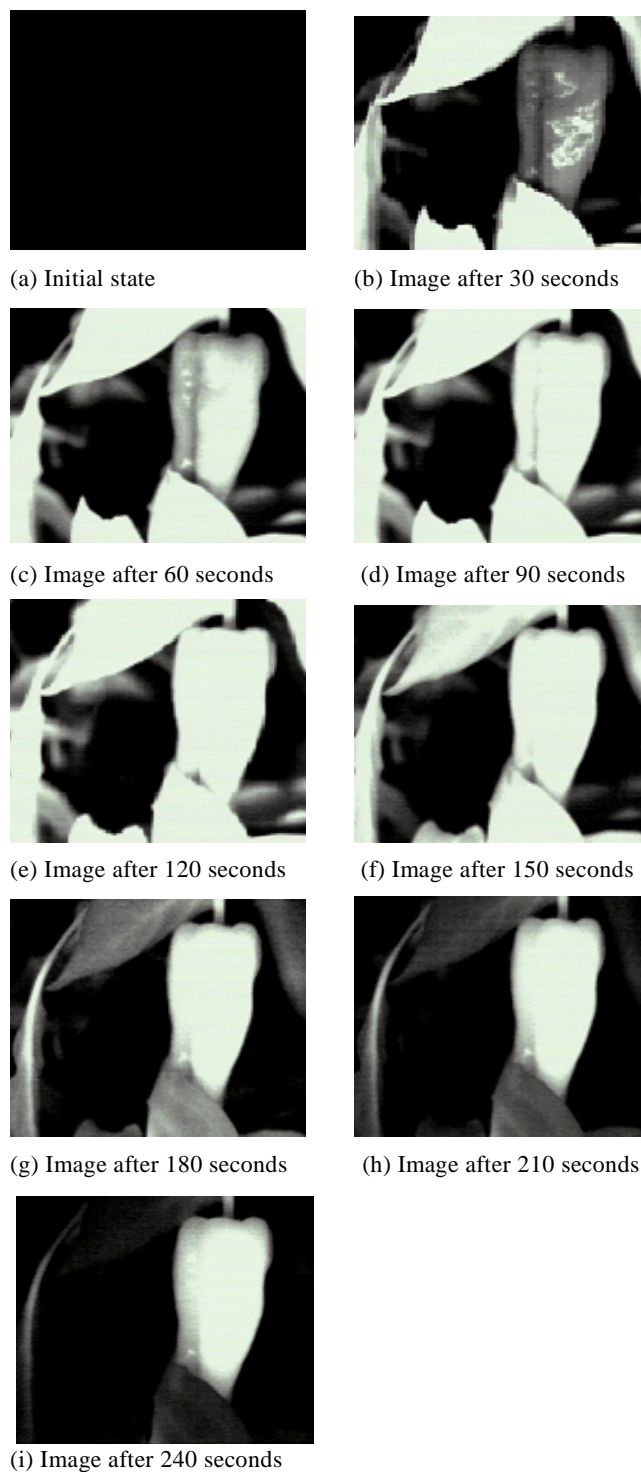 (a) Initial state
(b) Image after 30 seconds
(c) Image after 60 seconds
(d) Image after 90 seconds
(e) Image after 120 seconds
(f) Image after 150 seconds
(g) Image after 180 seconds
(h) Image after 210 seconds
(i) Image after 240 seconds